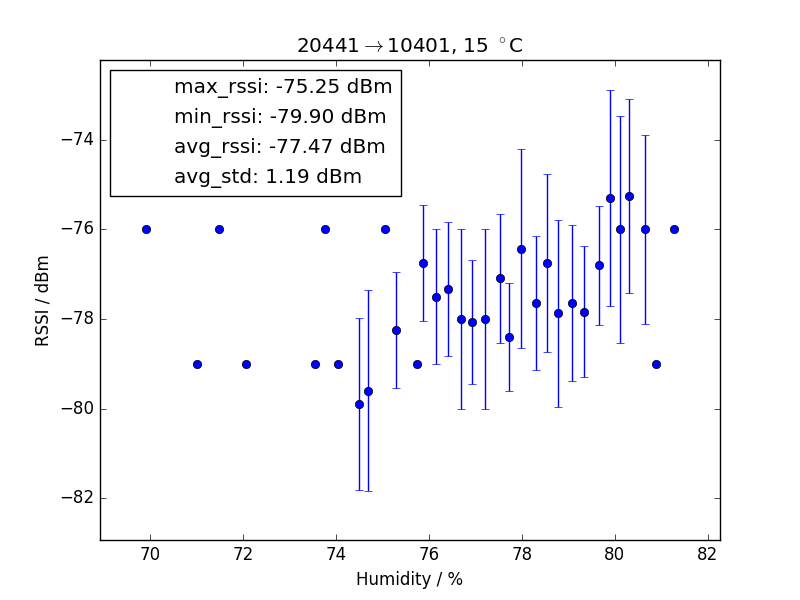 20441→10401, 15 °C
max_rssi: -75.25 dBm
min_rssi: -79.90 dBm
avg_rssi: -77.47 dBm
avg_std: 1.19 dBm
−74
−76
−78
−80
−82
RSSI / dBm
70 72 74 76 78 80 82
Humidity / %